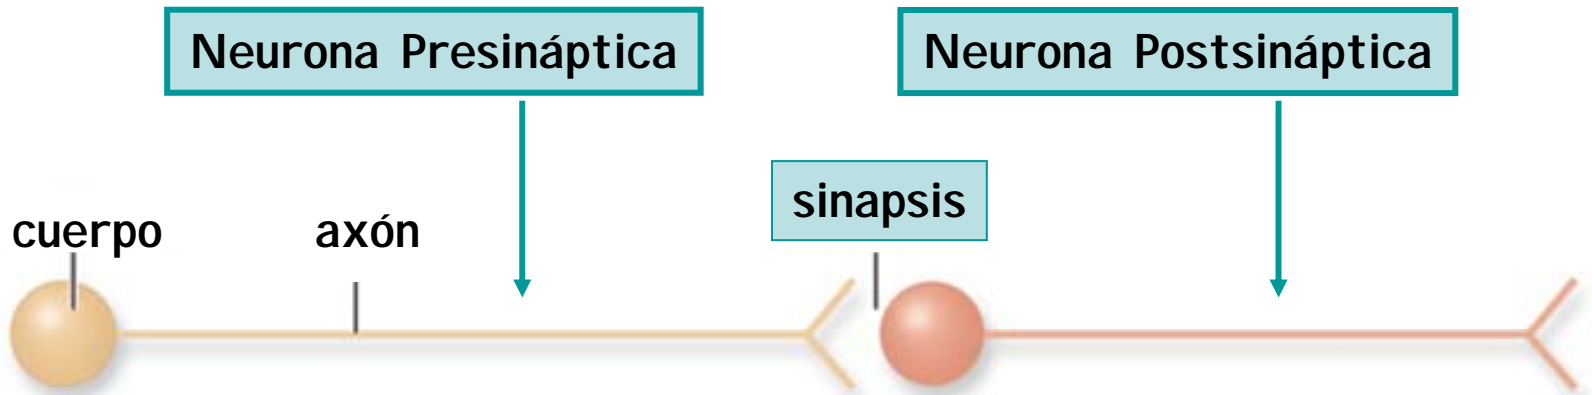 Neurona Presináptica
Neurona Postsináptica
sinapsis
cuerpo
axón